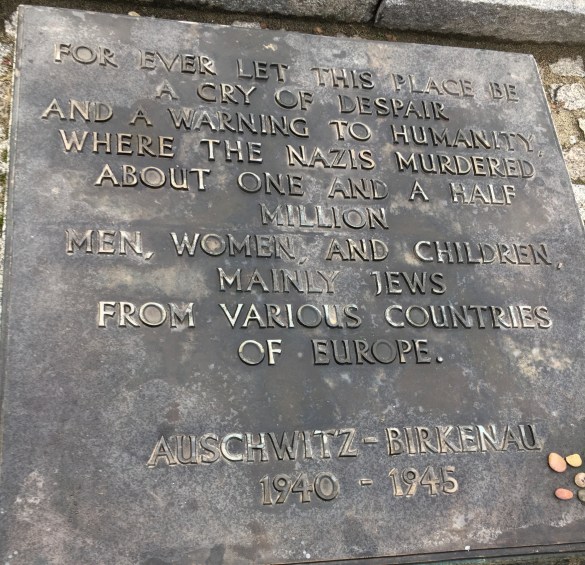 FOR EVER LET THIS PLACE BE
A CRY OF DESPAIR
AND A WARNING TO HUMANITY,
WHERE THE NAZIS MURDERED
ABOUT ONE AND A HALF
MILLION
MEN, WOMEN, AND CHILDREN,
MAINLY JEWS
FROM VARIOUS COUNTRIES
OF EUROPE.
AUSCHWITZ - BIRKENAU
1940 - 1945